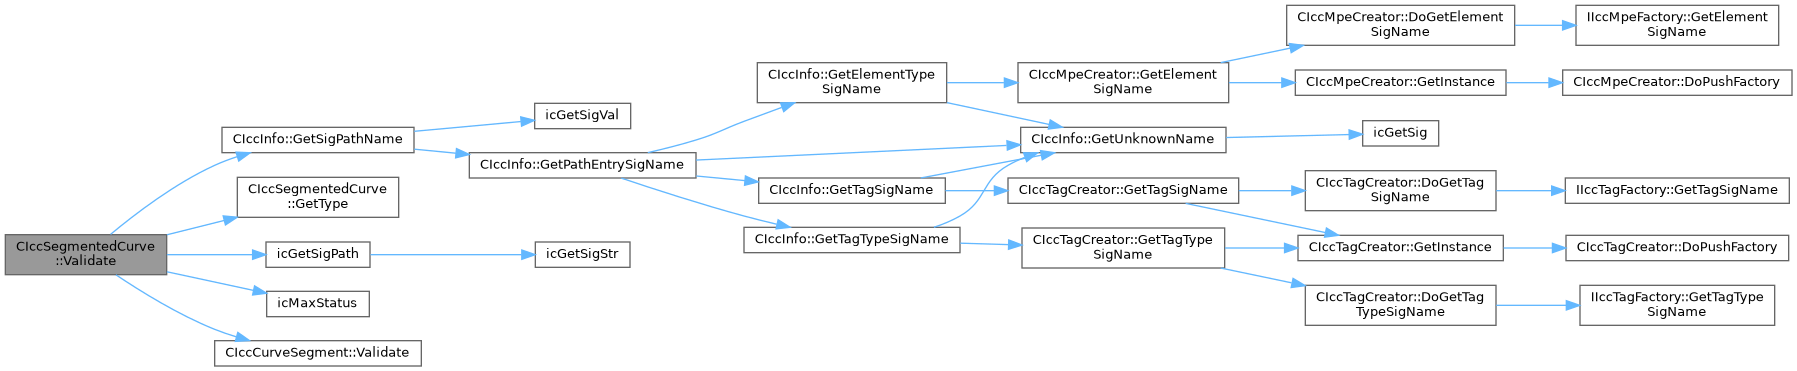 CIccSegmentedCurve
::Validate
CIccInfo::GetSigPathName
CIccSegmentedCurve
::GetType
icGetSigPath
icMaxStatus
CIccCurveSegment::Validate
icGetSigVal
CIccInfo::GetPathEntrySigName
icGetSigStr
CIccInfo::GetElementType
SigName
CIccInfo::GetTagSigName
CIccInfo::GetTagTypeSigName
CIccMpeCreator::GetElement
SigName
CIccInfo::GetUnknownName
CIccTagCreator::GetTagSigName
CIccTagCreator::GetTagType
SigName
CIccMpeCreator::DoGetElement
SigName
CIccMpeCreator::GetInstance
icGetSig
CIccTagCreator::DoGetTag
SigName
CIccTagCreator::GetInstance
CIccTagCreator::DoGetTag
TypeSigName
IIccMpeFactory::GetElement
SigName
CIccMpeCreator::DoPushFactory
IIccTagFactory::GetTagSigName
CIccTagCreator::DoPushFactory
IIccTagFactory::GetTagType
SigName